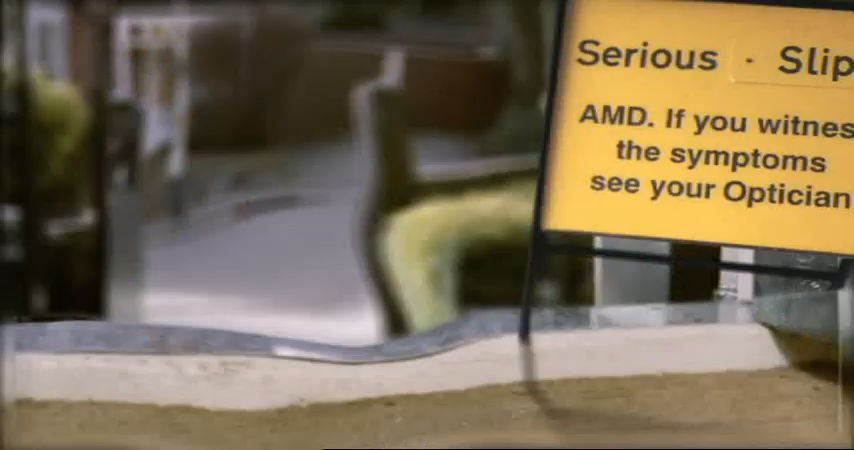 Serious · Slip
AMD. If you witnes
the symptoms
see your Optician